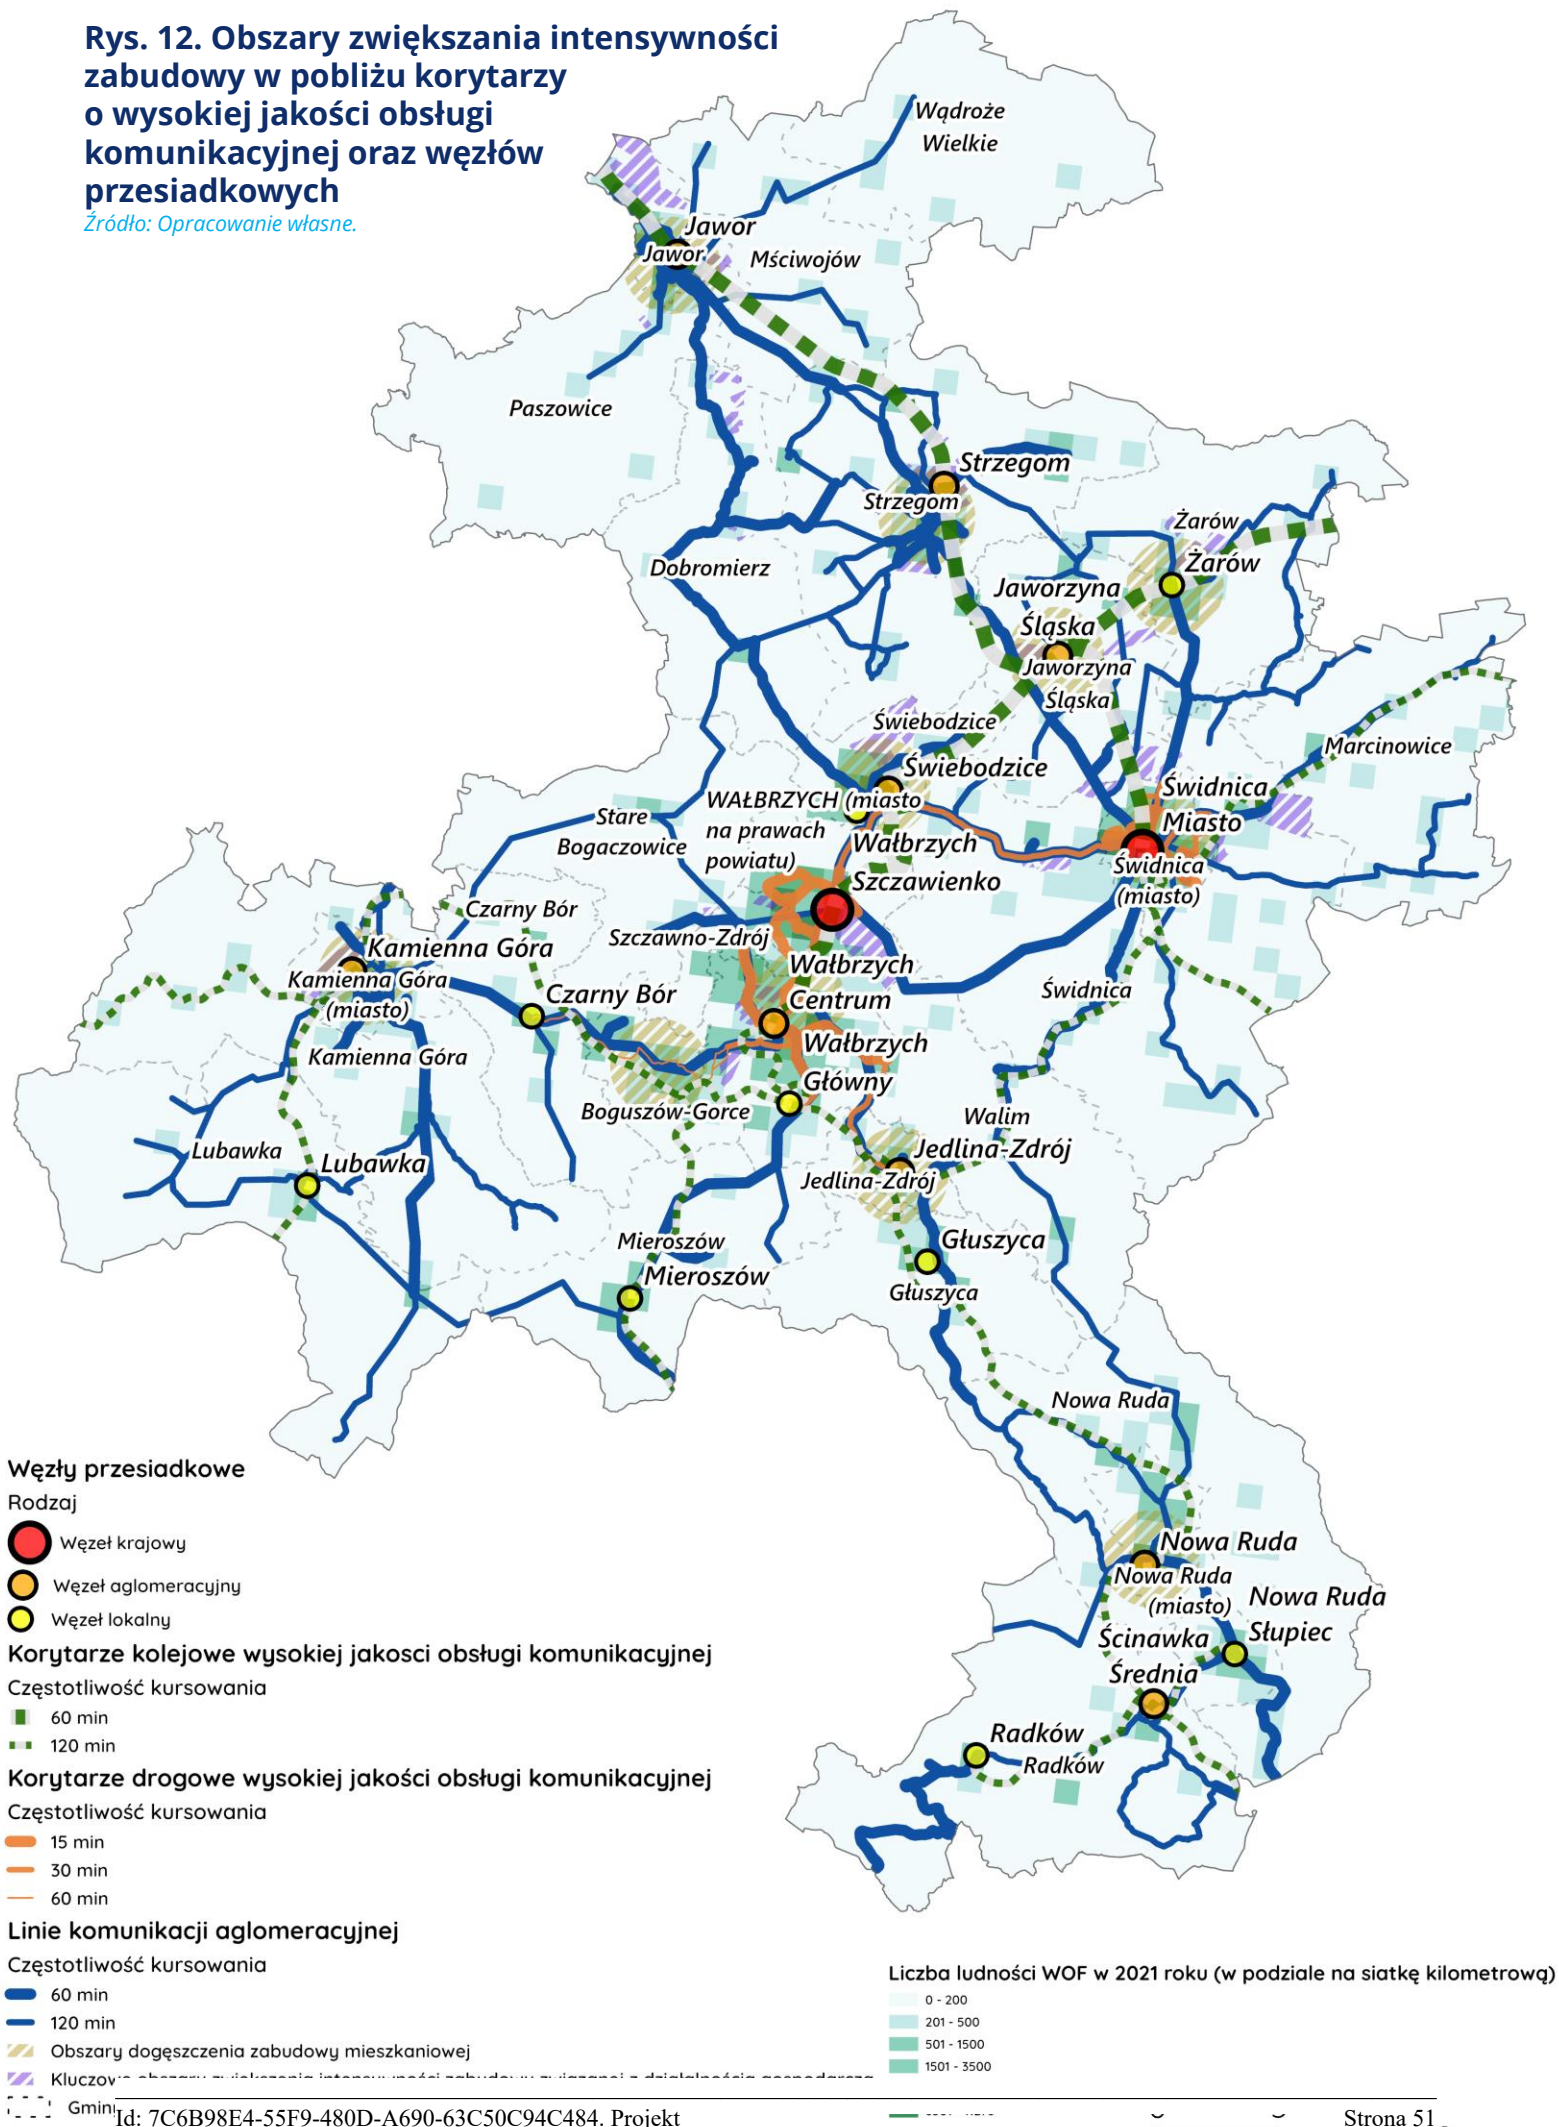 Rys. 12. Obszary zwiększania intensywności
zabudowy w pobliżu korytarzy
o wysokiej jakości obsługi
komunikacyjnej oraz węzłów
przesiadkowych
Źródło: Opracowanie własne.
Wądroże
Wielkie
Jawor
Jawor
Mściwojów
Paszowice
Strzegom
Strzegom
Żarów
Żarów
Dobromierz
Jaworzyna
Śląska
Jaworzyna
Śląska
Świebodzice
Świebodzice
Marcinowice
Świdnica
Miasto
Świdnica
(miasto)
WAŁBRZYCH (miasto
na prawach
powiatu)
Stare
Bogaczowice
Wałbrzych
Szczawienko
Czarny Bór
Szczawno-Zdrój
Kamienna Góra
Kamienna Góra
(miasto)
Wałbrzych
Centrum
Świdnica
Czarny Bór
Wałbrzych
Główny
Kamienna Góra
Boguszów-Gorce
Walim
Lubawka
Lubawka
Jedlina-Zdrój
Jedlina-Zdrój
Mieroszów
Mieroszów
Głuszyca
Głuszyca
Nowa Ruda
Nowa Ruda
Nowa Ruda
(miasto)
Nowa Ruda
Słupiec
Ścinawka
Średnia
Radków
Radków
Węzły przesiadkowe
Rodzaj
Węzeł krajowy
Węzeł aglomeracyjny
Węzeł lokalny
Korytarze kolejowe wysokiej jakosci obsługi komunikacyjnej
Częstotliwość kursowania
60 min
120 min
Korytarze drogowe wysokiej jakości obsługi komunikacyjnej
Częstotliwość kursowania
15 min
30 min
60 min
Linie komunikacji aglomeracyjnej
Częstotliwość kursowania
60 min
120 min
Obszary dogęszczenia zabudowy mieszkaniowej
Liczba ludności WOF w 2021 roku (w podziale na siatkę kilometrową)
0 - 200
201 - 500
501 - 1500
1501 - 3500
Id: 7C6B98E4-55F9-480D-A690-63C50C94C484. Projekt
Strona 51